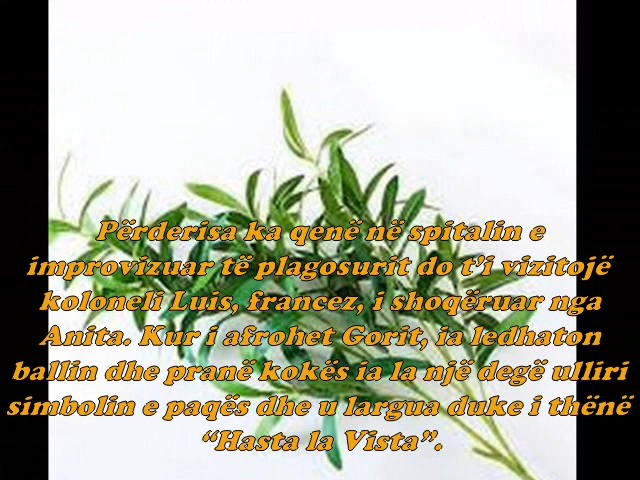 Përderisa ka qenë në spitalin e
improvizuar të plagosurit do t’i vizitojë
koloneli Luis, francez, i shoqëruar nga
Anita. Kur i afrohet Gorit, ia ledhaton
ballin dhe pranë kokës ia la një degë ulliri
simbolin e paqës dhe u largua duke i thënë
“Hasta la Vista”.